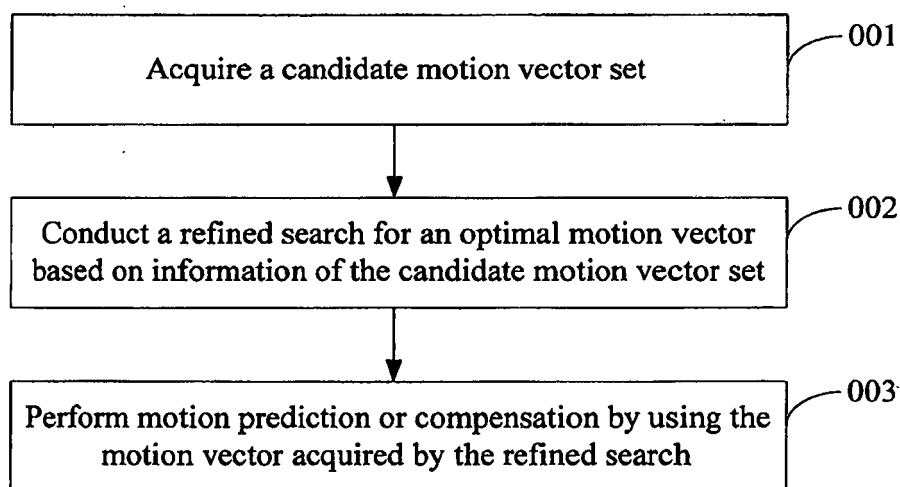 001
Acquire a candidate motion vector set
002
Conduct a refined search for an optimal motion vector
based on information of the candidate motion vector set
003
Perform motion prediction or compensation by using the
motion vector acquired by the refined search